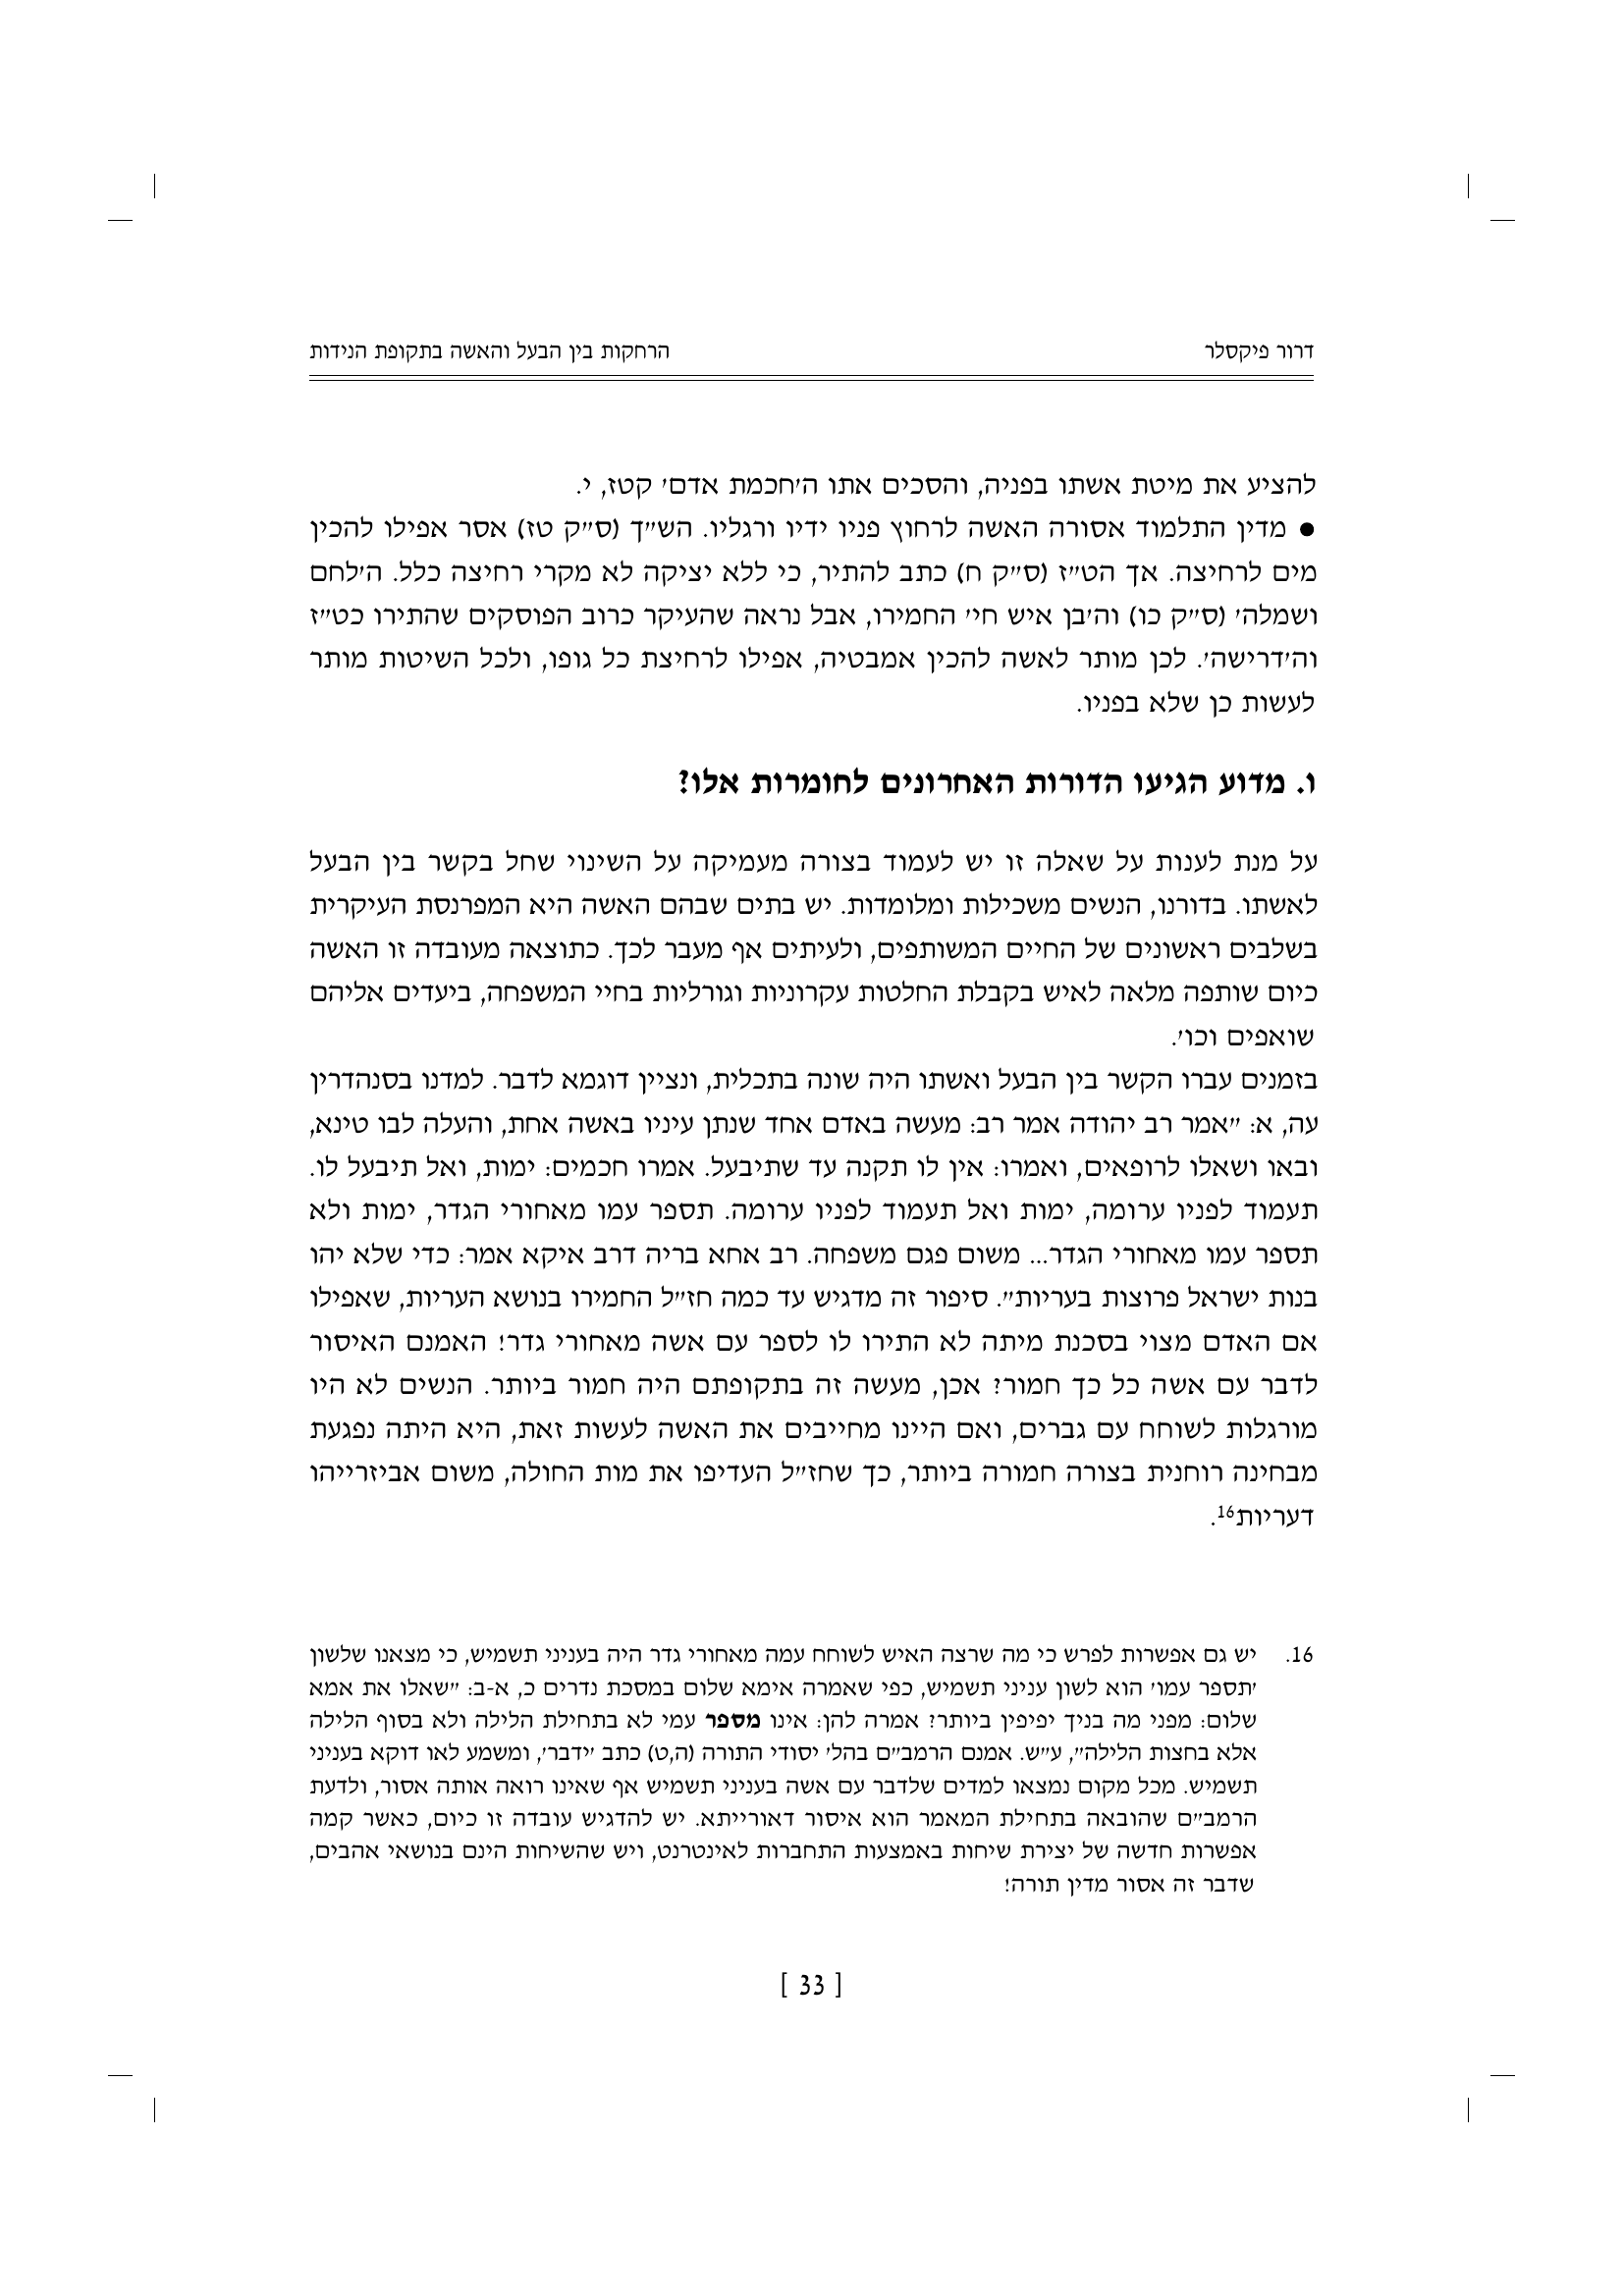 דרור פיקסלר
הרחקות בין הבעל והאשה בתקופת הנידות
להציע את מיטת אשתו בפניה, והסכים אתו ה'חכמת אדם' קטז, י.
● מדין התלמוד אסורה האשה לרחוץ פניו ידיו ורגליו. הש״ך (ס״ק טז) אסר אפילו להכין
מים לרחיצה. אך הט״ז (ס״ק ח) כתב להתיר, כי ללא יציקה לא מקרי רחיצה כלל. ה'לחם
ושמלה' (ס״ק כו) וה'בן איש חי' החמירו, אבל נראה שהעיקר כרוב הפוסקים שהתירו כט״ז
וה'דרישה'. לכן מותר לאשה להכין אמבטיה, אפילו לרחיצת כל גופו, ולכל השיטות מותר
לעשות כן שלא בפניו.
ו. מדוע הגיעו הדורות האחרונים לחומרות אלו?
על מנת לענות על שאלה זו יש לעמוד בצורה מעמיקה על השינוי שחל בקשר בין הבעל
לאשתו. בדורנו, הנשים משכילות ומלומדות. יש בתים שבהם האשה היא המפרנסת העיקרית
בשלבים ראשונים של החיים המשותפים, ולעיתים אף מעבר לכך. כתוצאה מעובדה זו האשה
כיום שותפה מלאה לאיש בקבלת החלטות עקרוניות וגורליות בחיי המשפחה, ביעדים אליהם
שואפים וכו'.
בזמנים עברו הקשר בין הבעל ואשתו היה שונה בתכלית, ונציין דוגמא לדבר. למדנו בסנהדרין
עה, א: ״אמר רב יהודה אמר רב: מעשה באדם אחד שנתן עיניו באשה אחת, והעלה לבו טינא,
ובאו ושאלו לרופאים, ואמרו: אין לו תקנה עד שתיבעל. אמרו חכמים: ימות, ואל תיבעל לו.
תעמוד לפניו ערומה, ימות ואל תעמוד לפניו ערומה. תספר עמו מאחורי הגדר, ימות ולא
תספר עמו מאחורי הגדר... משום פגם משפחה. רב אחא בריה דרב איקא אמר: כדי שלא יהו
בנות ישראל פרוצות בעריות״. סיפור זה מדגיש עד כמה חז״ל החמירו בנושא העריות, שאפילו
אם האדם מצוי בסכנת מיתה לא התירו לו לספר עם אשה מאחורי גדר! האמנם האיסור
לדבר עם אשה כל כך חמור? אכן, מעשה זה בתקופתם היה חמור ביותר. הנשים לא היו
מורגלות לשוחח עם גברים, ואם היינו מחייבים את האשה לעשות זאת, היא היתה נפגעת
מבחינה רוחנית בצורה חמורה ביותר, כך שחז״ל העדיפו את מות החולה, משום אביזרייהו
דעריות16.
16. יש גם אפשרות לפרש כי מה שרצה האיש לשוחח עמה מאחורי גדר היה בעניני תשמיש, כי מצאנו שלשון
'תספר עמו' הוא לשון עניני תשמיש, כפי שאמרה אימא שלום במסכת נדרים כ, א-ב: ״שאלו את אמא
שלום: מפני מה בניך יפיפין ביותר? אמרה להן: אינו מספר עמי לא בתחילת הלילה ולא בסוף הלילה
אלא בחצות הלילה״, ע״ש. אמנם הרמב״ם בהל' יסודי התורה (ה,ט) כתב 'ידבר', ומשמע לאו דוקא בעניני
תשמיש. מכל מקום נמצאו למדים שלדבר עם אשה בעניני תשמיש אף שאינו רואה אותה אסור, ולדעת
הרמב״ם שהובאה בתחילת המאמר הוא איסור דאורייתא. יש להדגיש עובדה זו כיום, כאשר קמה
אפשרות חדשה של יצירת שיחות באמצעות התחברות לאינטרנט, ויש שהשיחות הינם בנושאי אהבים,
שדבר זה אסור מדין תורה!
[ 33 ]